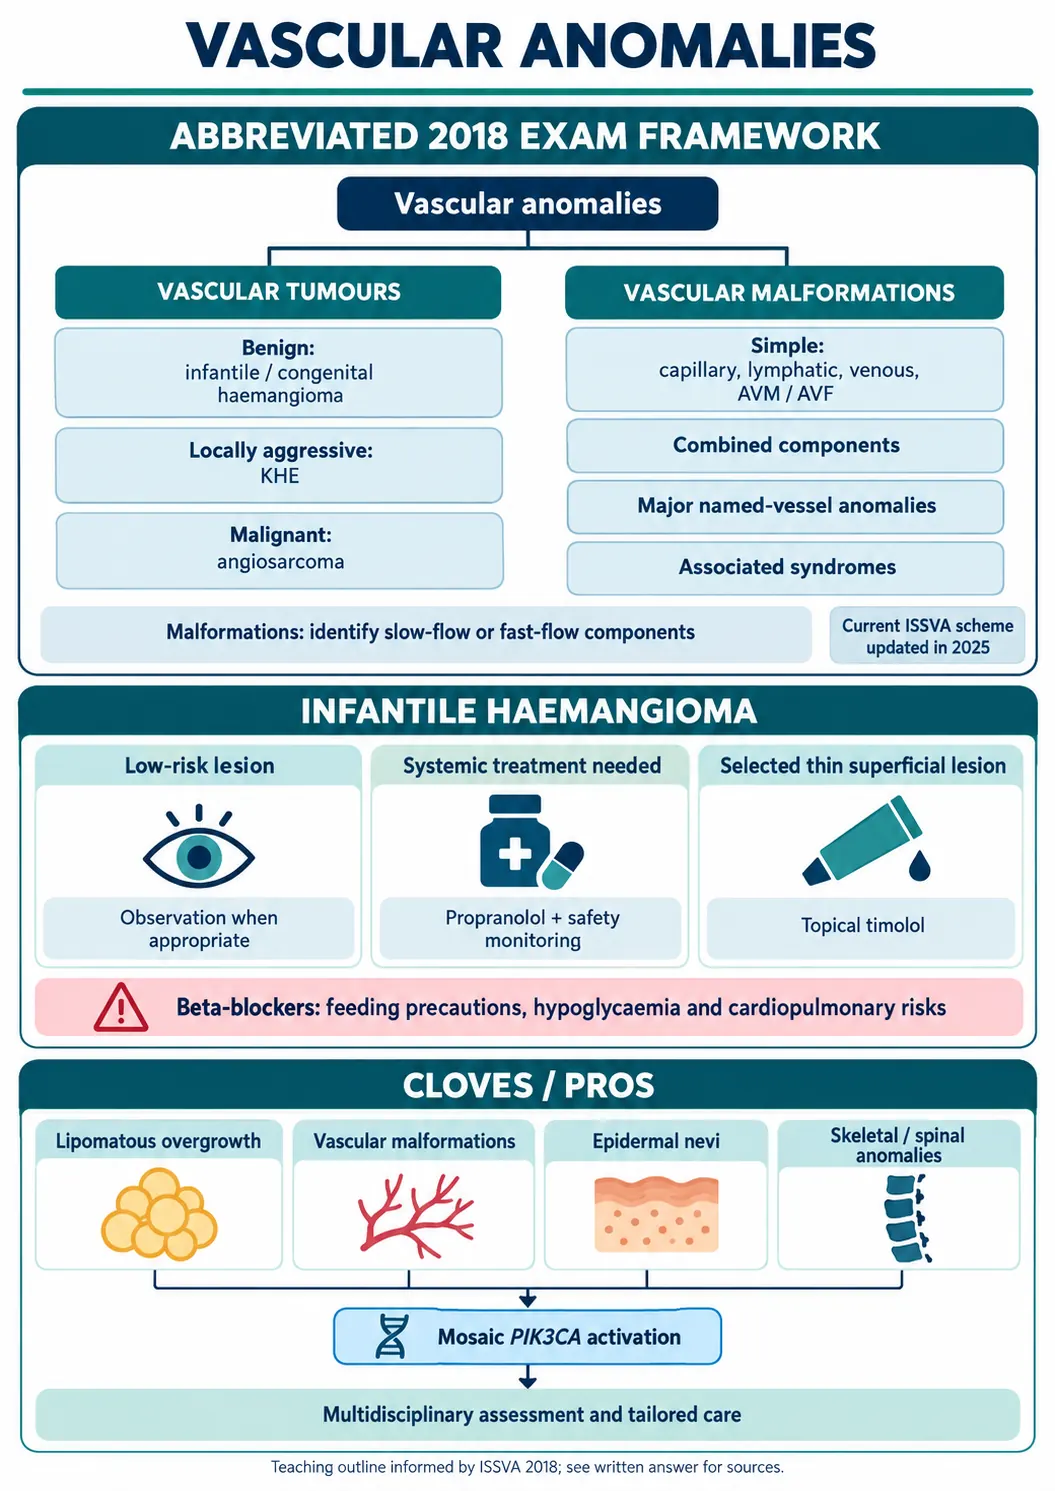 VASCULAR ANOMALIES
ABBREVIATED 2018 EXAM FRAMEWORK
Vascular anomalies
VASCULAR TUMOURS
Benign:
infantile / congenital
haemangioma
Locally aggressive:
KHE
Malignant:
angiosarcoma
VASCULAR MALFORMATIONS
Simple:
capillary, lymphatic, venous,
AVM / AVF
Combined components
Major named-vessel anomalies
Associated syndromes
Malformations: identify slow-flow or fast-flow components
Current ISSVA scheme
updated in 2025
INFANTILE HAEMANGIOMA
Low-risk lesion
Observation when
appropriate
Systemic treatment needed
Propranolol + safety
monitoring
Selected thin superficial lesion
Topical timolol
Beta-blockers: feeding precautions, hypoglycaemia and cardiopulmonary risks
CLOVES / PROS
Lipomatous overgrowth
Vascular malformations
Epidermal nevi
Skeletal / spinal
anomalies
Mosaic PIK3CA activation
Multidisciplinary assessment and tailored care
Teaching outline informed by ISSVA 2018; see written answer for sources.